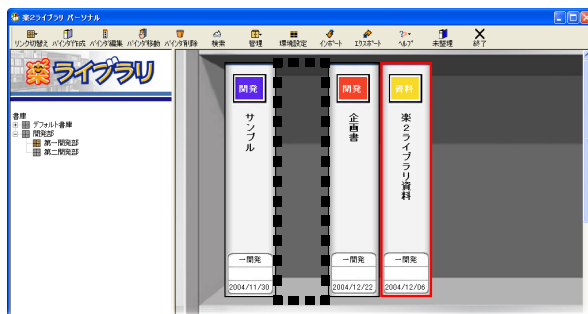 楽2ライブラリ パーソナル
リンク切替え バインダ作成 バインダ編集 バインダ移動 バインダ削除 検索 管理 環境設定 インポート エクスポート ヘルプ 未整理 終了
楽ライブラリ
書庫
デフォルト書庫
開発部
第一開発部
第二開発部
開発
サンプル
一開発
2004/11/30
開発
企画書
一開発
2004/12/22
資料
楽2ライブラリ資料
一開発
2004/12/06